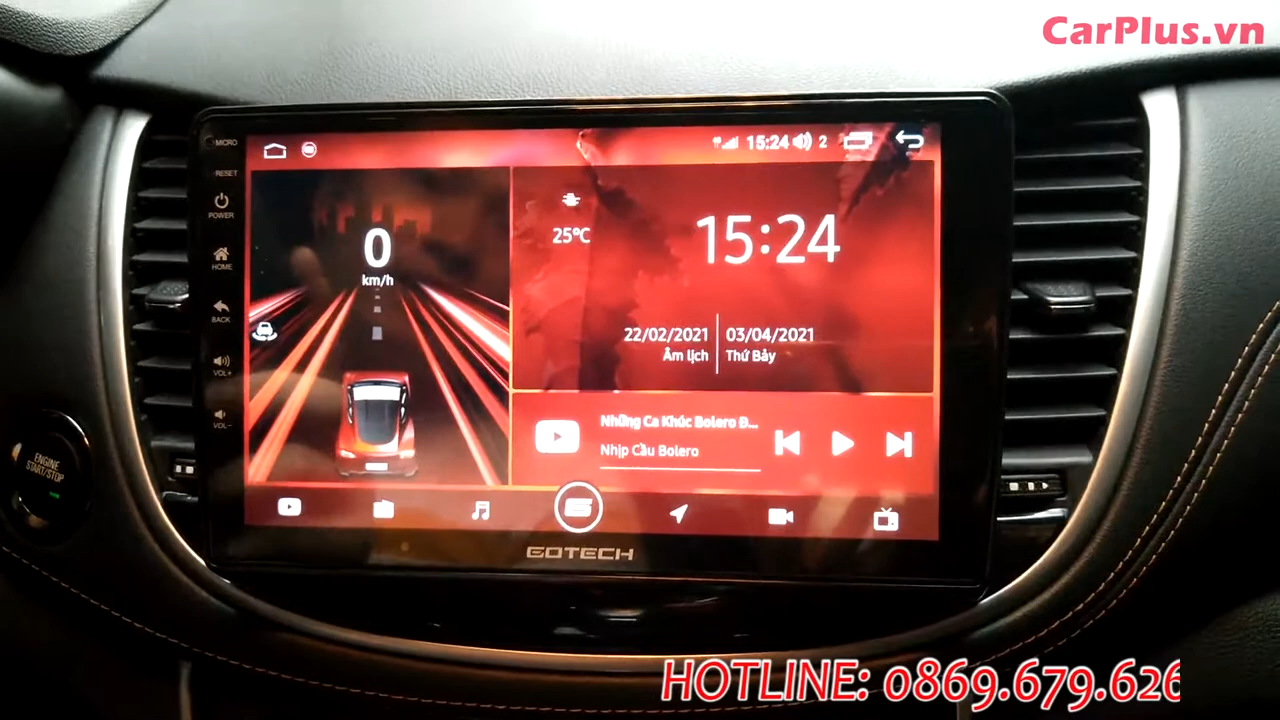 CarPlus.vn
MICRO
RESET
POWER
HOME
BACK
VOL+
VOL-
15:24
2
0
km/h
25°C
15:24
22/02/2021
Âm lịch
03/04/2021
Thứ Bảy
Những Ca Khúc Bolero Đ...
Nhịp Cầu Bolero
GOTECH
ENGINE
START/STOP
HOTLINE: 0869.679.626